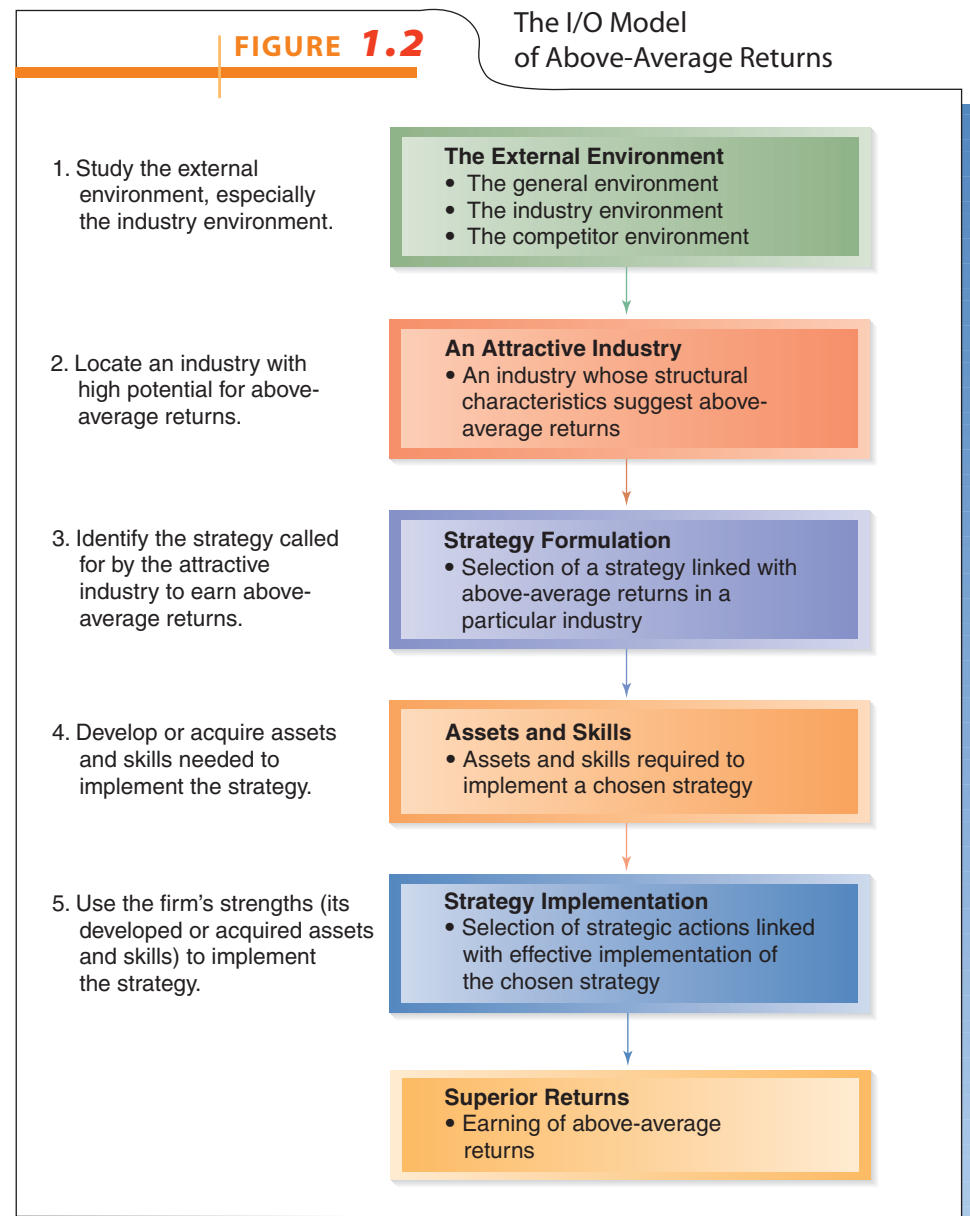 FIGURE 1.2
The I/O Model
of Above-Average Returns
1. Study the external
environment, especially
the industry environment.
The External Environment
• The general environment
• The industry environment
• The competitor environment
2. Locate an industry with
high potential for above-
average returns.
An Attractive Industry
• An industry whose structural
characteristics suggest above-
average returns
3. Identify the strategy called
for by the attractive
industry to earn above-
average returns.
Strategy Formulation
• Selection of a strategy linked with
above-average returns in a
particular industry
4. Develop or acquire assets
and skills needed to
implement the strategy.
Assets and Skills
• Assets and skills required to
implement a chosen strategy
5. Use the firm's strengths (its
developed or acquired assets
and skills) to implement
the strategy.
Strategy Implementation
• Selection of strategic actions linked
with effective implementation of
the chosen strategy
Superior Returns
• Earning of above-average
returns